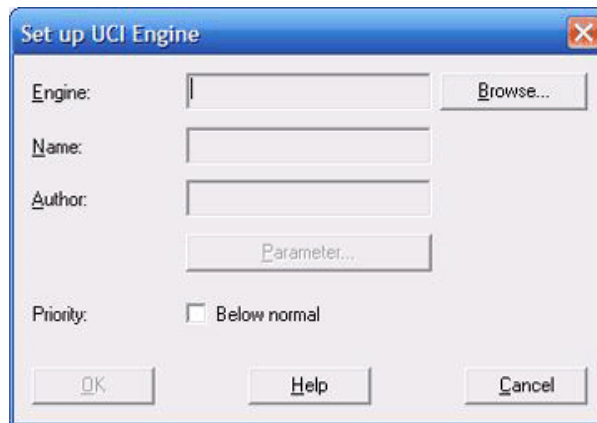 Set up UCI Engine
Engine:
Browse...
Name:
Author:
Parameter...
Priority:
Below normal
OK
Help
Cancel